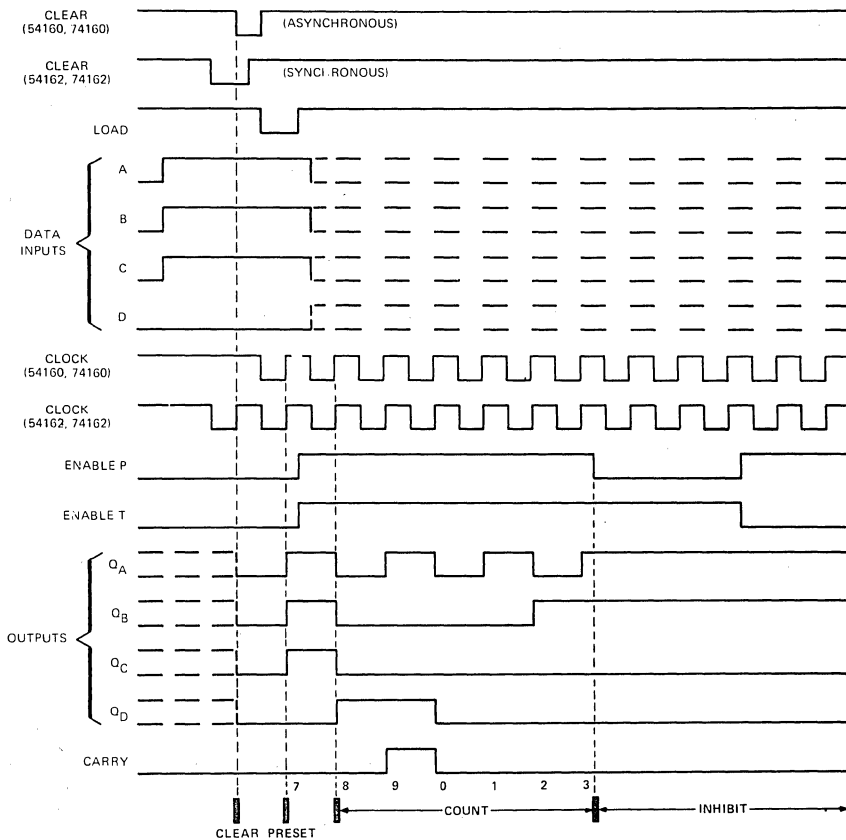 CLEAR
(54160, 74160)
(ASYNCHRONOUS)
CLEAR
(54162, 74162)
(SYNCHRONOUS)
LOAD
A
B
DATA
INPUTS
C
D
CLOCK
(54160, 74160)
CLOCK
(54162, 74162)
ENABLE P
ENABLE T
QA
QB
OUTPUTS
QC
QD
CARRY
7 8 9 0 1 2 3
COUNT
INHIBIT
CLEAR PRESET